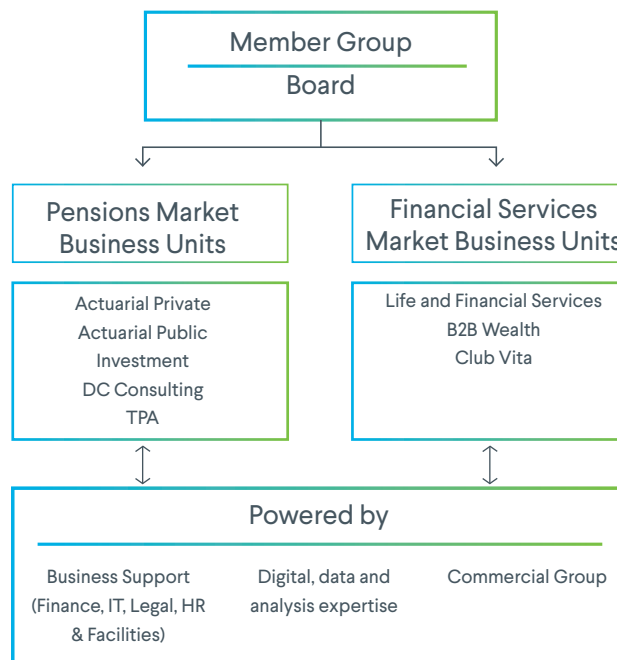 Member Group
Board
Pensions Market
Business Units
Financial Services
Market Business Units
Actuarial Private
Actuarial Public
Investment
DC Consulting
TPA
Life and Financial Services
B2B Wealth
Club Vita
Powered by
Business Support
(Finance, IT, Legal, HR
& Facilities)
Digital, data and
analysis expertise
Commercial Group